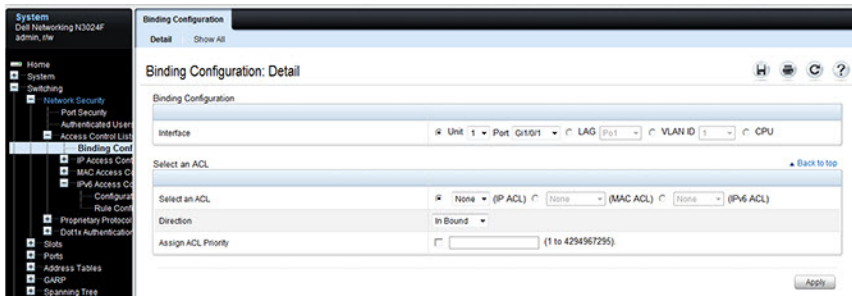 System
Dell Networking N3024F
admin, r/w
Home
System
Switching
Network Security
Port Security
Authenticated Users
Access Control List
Binding Conf
IP Access Cont
MAC Access Co
IPv6 Access Co
Configurat
Rule Conf
Proprietary Protocol
Dot1x Authentication
Slots
Ports
Address Tables
GARP
Spanning Tree
Binding Configuration
Detail Show All
Binding Configuration: Detail
Binding Configuration
Interface Unit 1 Port Gi1/0/1 LAG Po1 VLAN ID 1 CPU
Select an ACL Back to top
Select an ACL None (IP ACL) None (MAC ACL) None (IPv6 ACL)
Direction In Bound
Assign ACL Priority (1 to 4294967295)
Apply